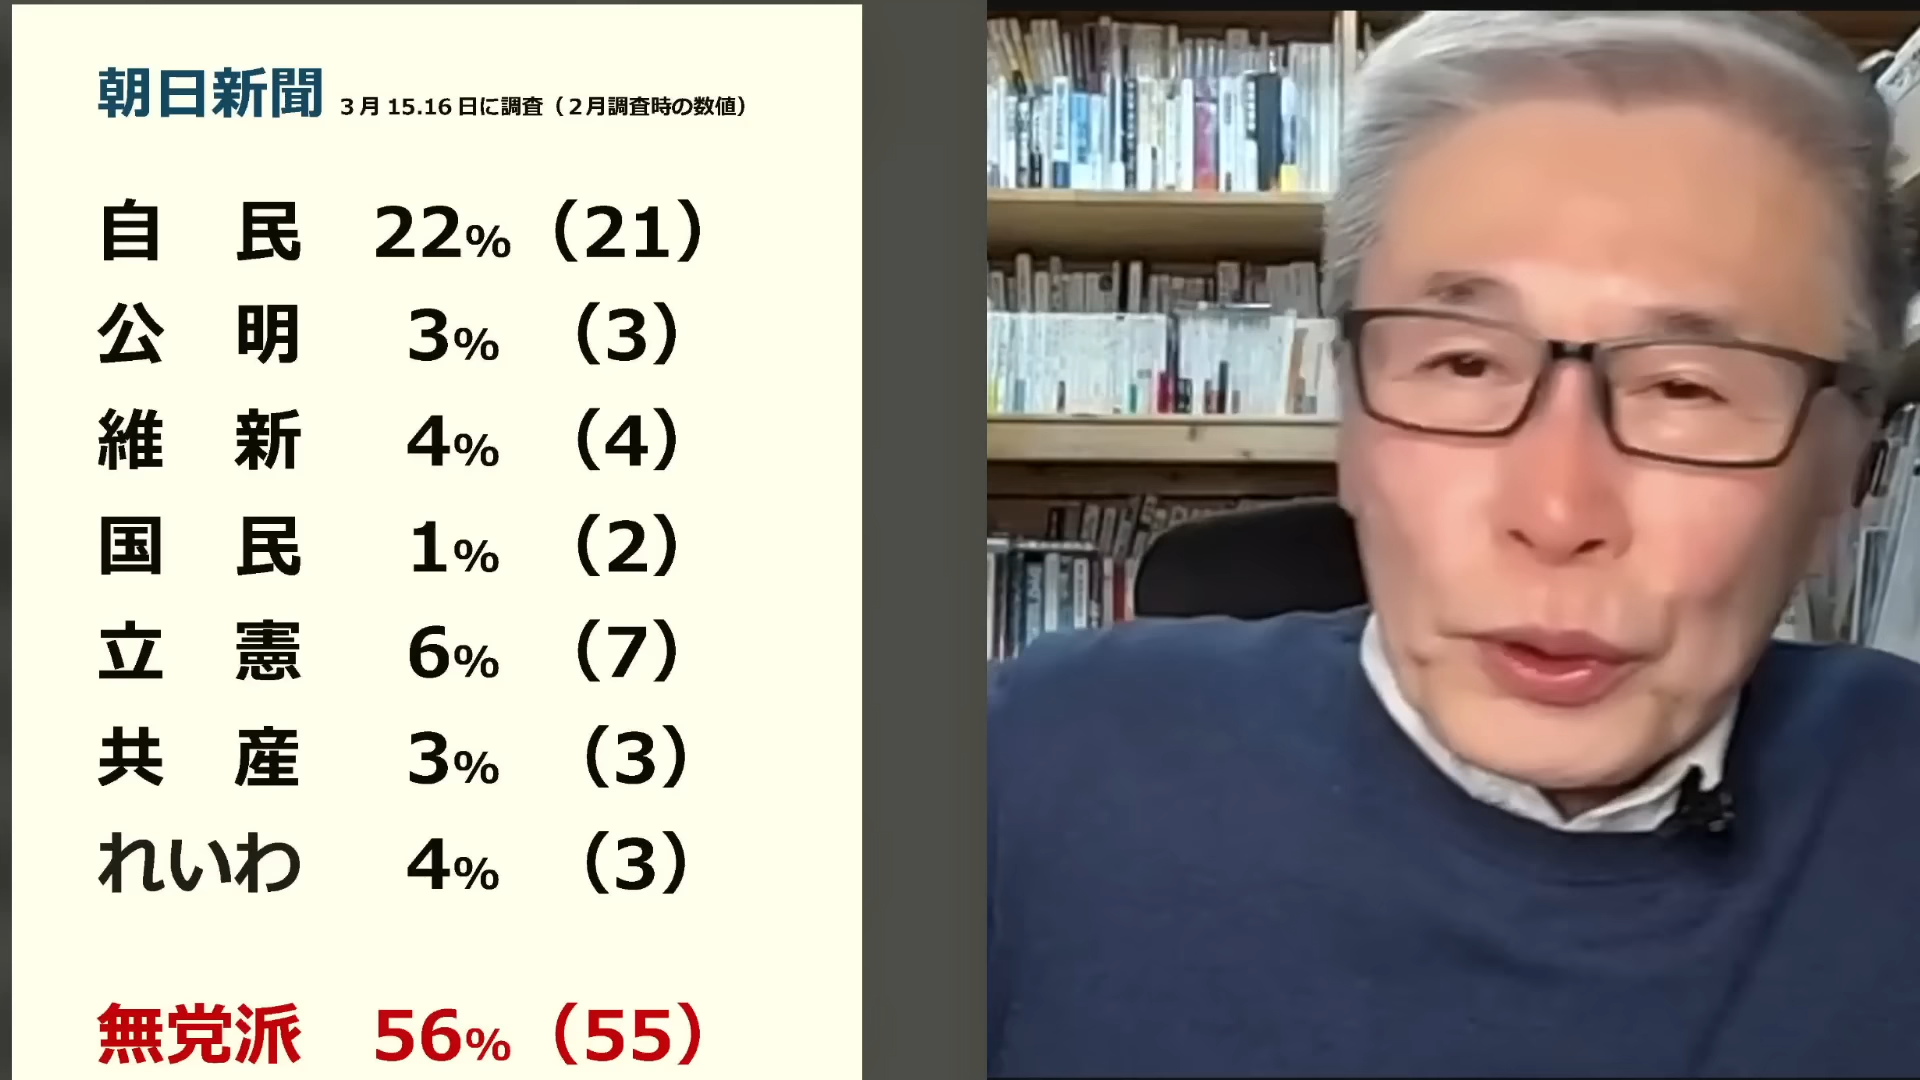 朝日新聞 3月15.16日に調査（2月調査時の数値）
自　民　22%（21）
公　明　3%（3）
維　新　4%（4）
国　民　1%（2）
立　憲　6%（7）
共　産　3%（3）
れいわ　4%（3）
無党派　56%（55）